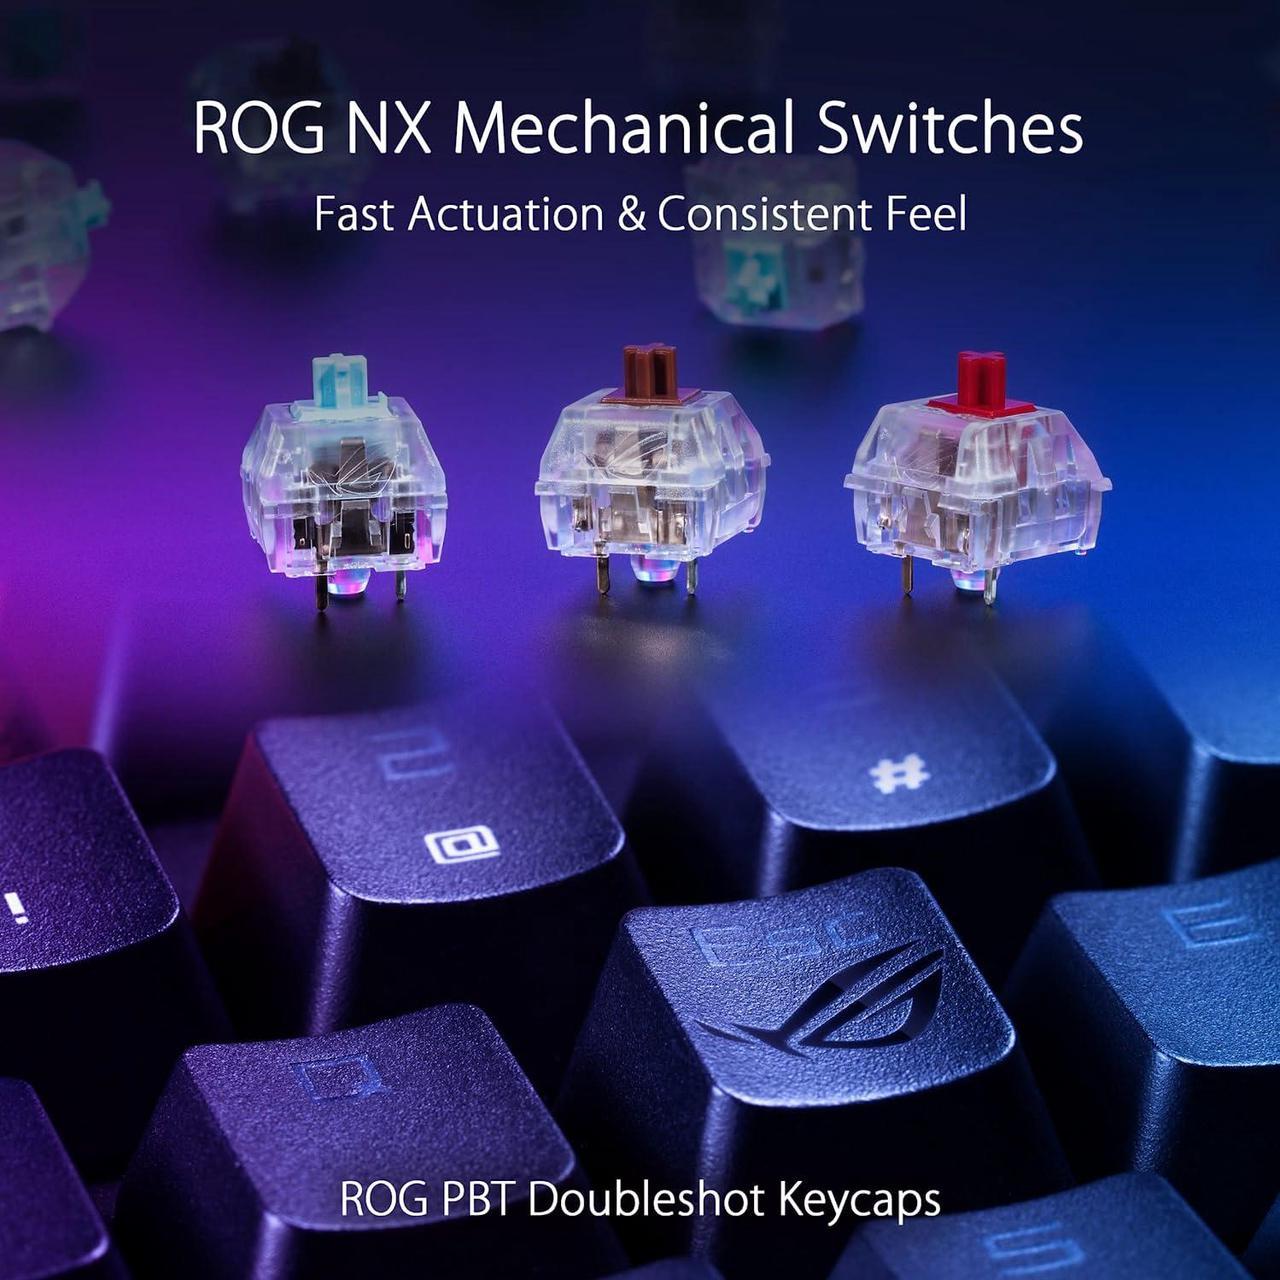 ROG NX Mechanical Switches
Fast Actuation & Consistent Feel
2
#
@
!
Esc
E
Q
ROG PBT Doubleshot Keycaps
S